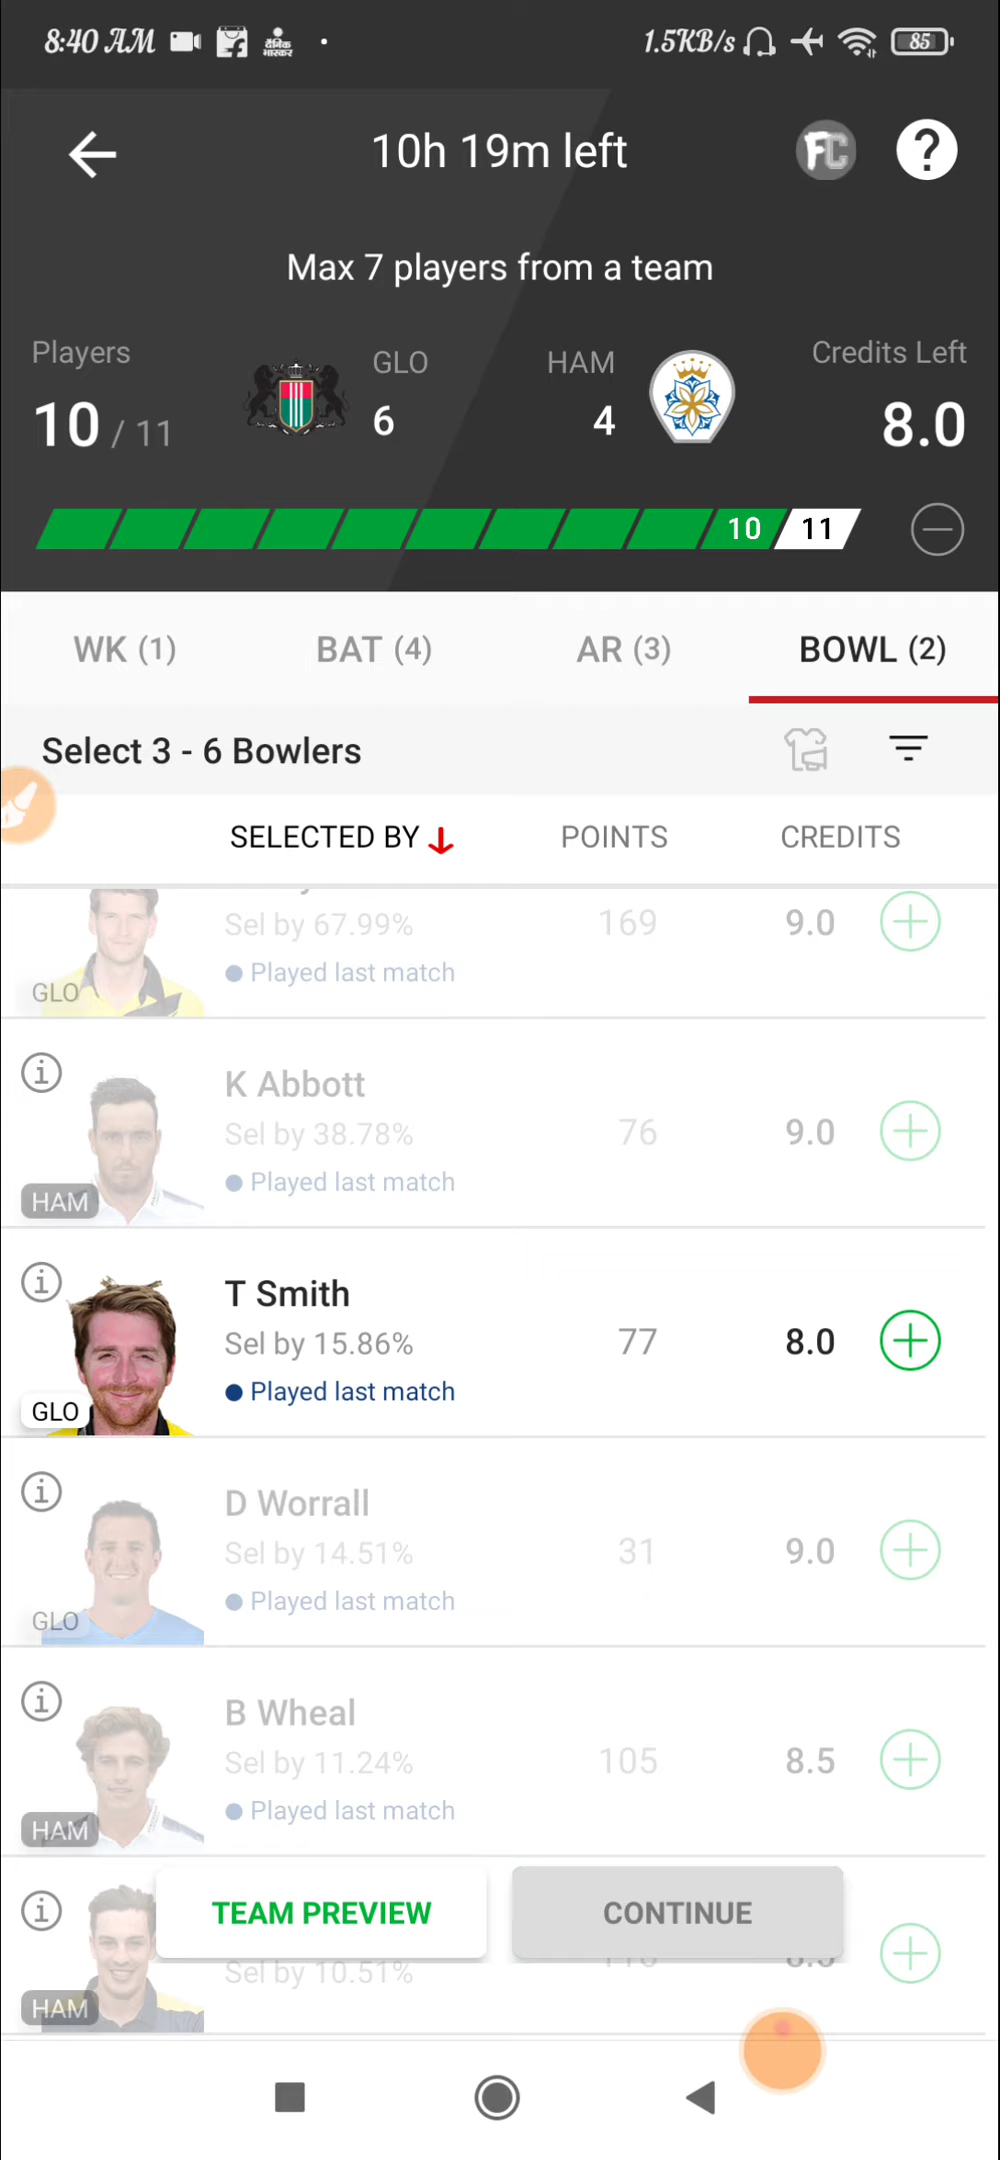 8:40 AM
दैनिक भास्कर
1.5KB/s
85
10h 19m left
FC
?
Max 7 players from a team
Players
GLO
HAM
Credits Left
10 / 11
6
4
8.0
10
11
WK (1)
BAT (4)
AR (3)
BOWL (2)
Select 3 - 6 Bowlers
SELECTED BY
POINTS
CREDITS
Sel by 67.99%
169
9.0
Played last match
GLO
K Abbott
Sel by 38.78%
76
9.0
Played last match
HAM
T Smith
Sel by 15.86%
77
8.0
Played last match
GLO
D Worrall
Sel by 14.51%
31
9.0
Played last match
GLO
B Wheal
Sel by 11.24%
105
8.5
Played last match
HAM
TEAM PREVIEW
CONTINUE
Sel by 10.51%
HAM